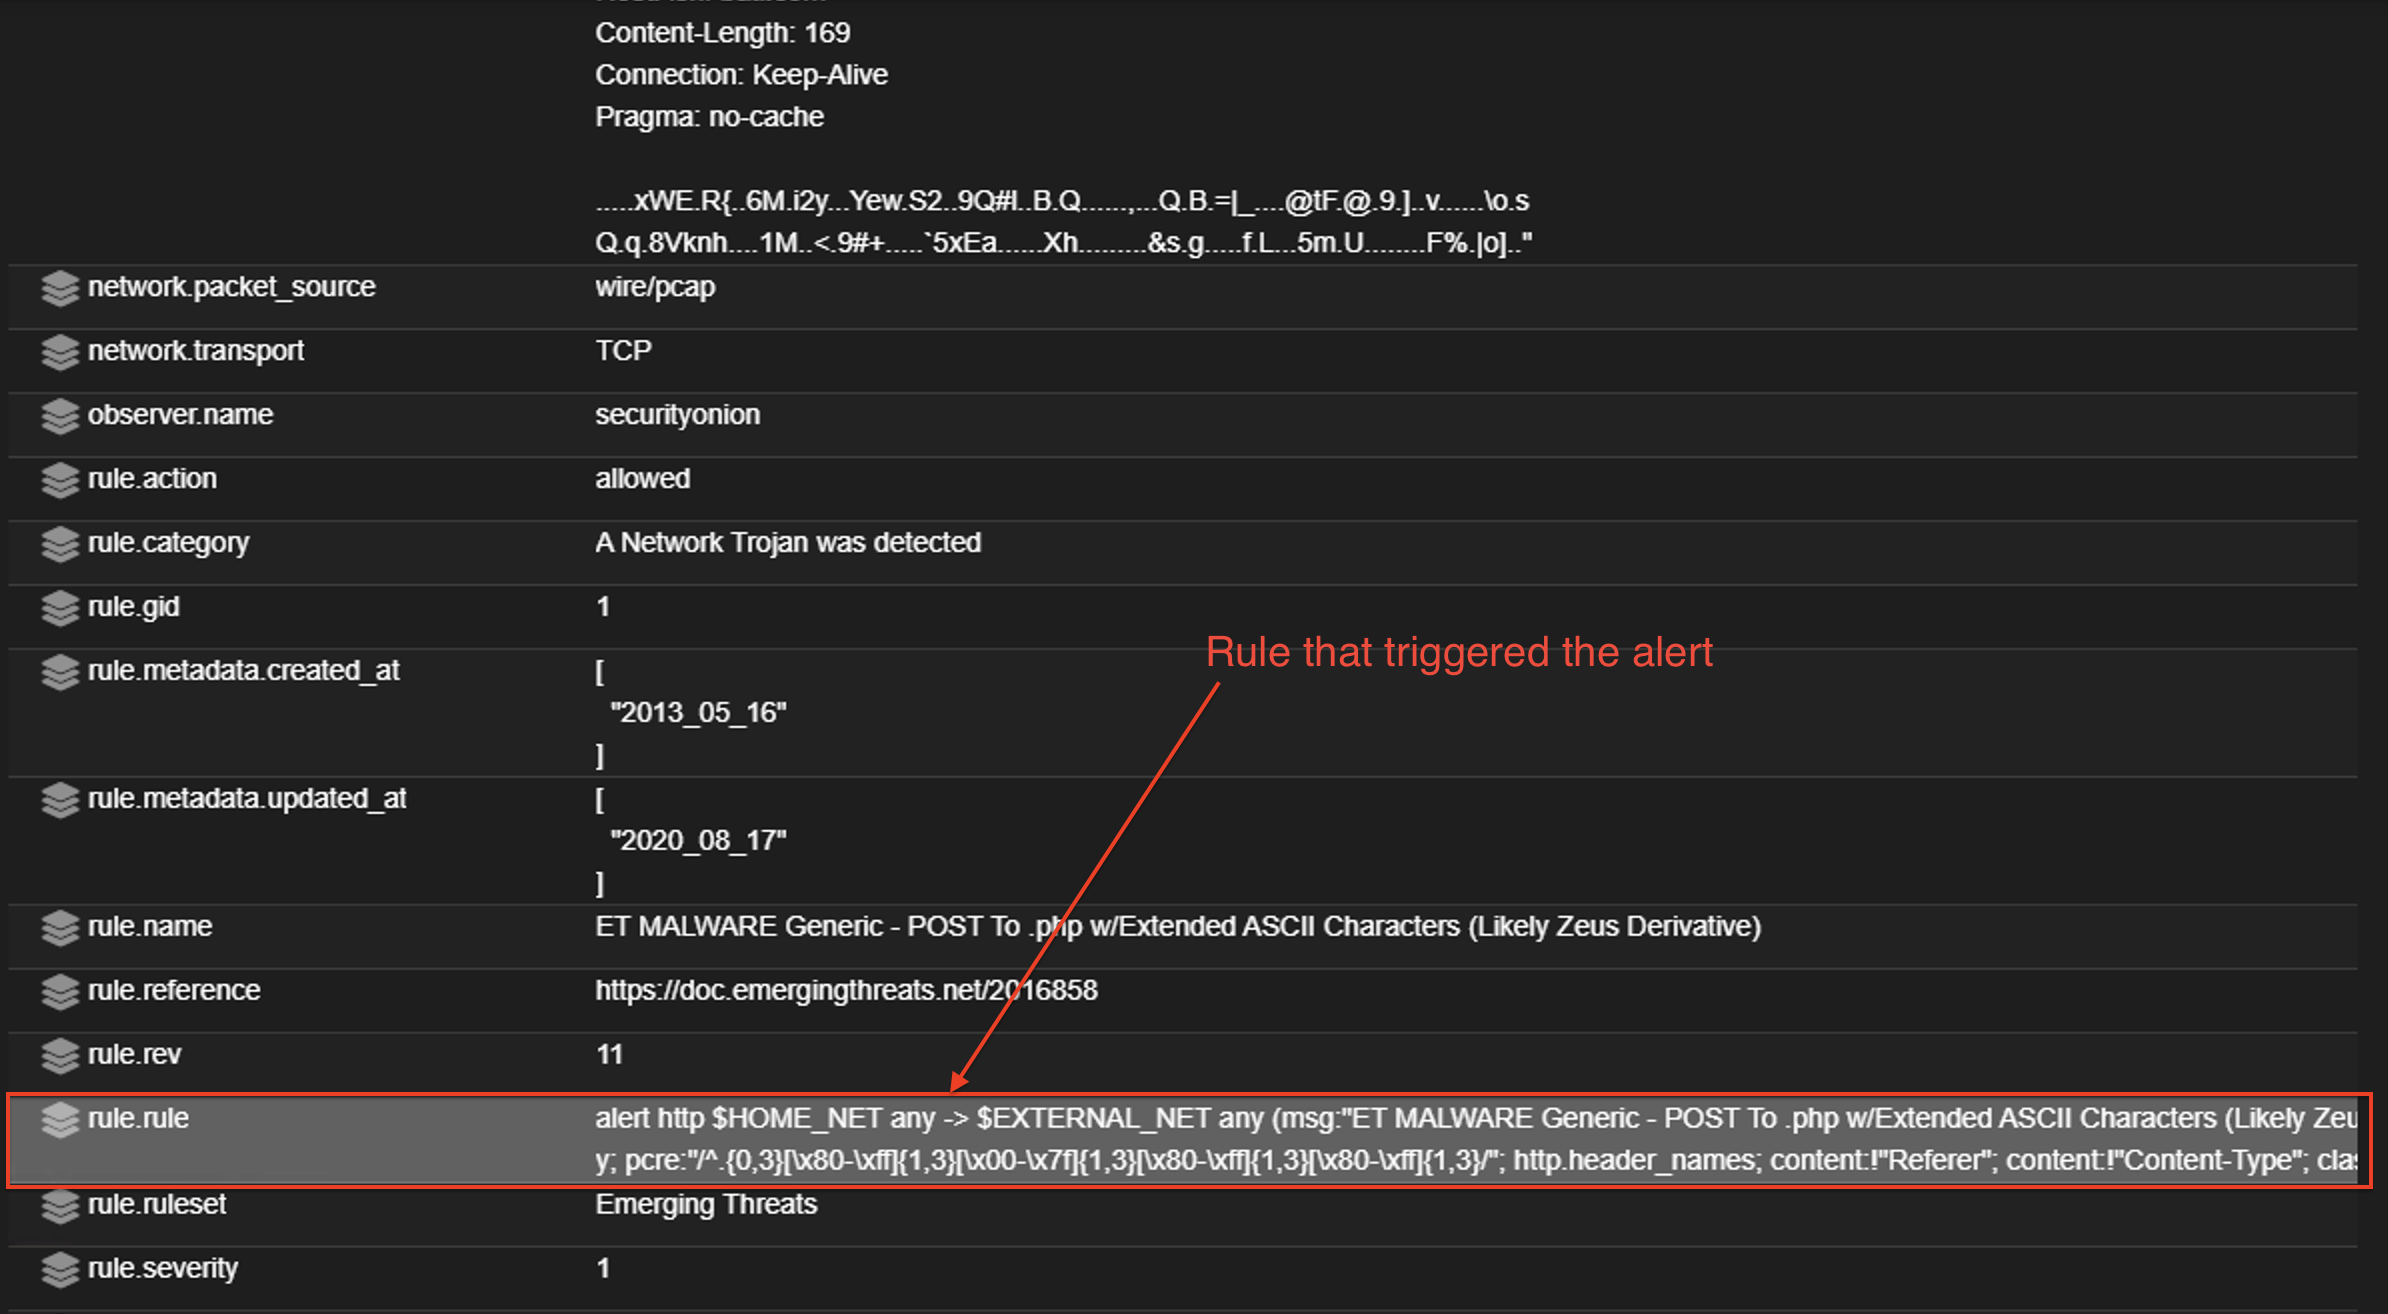 Content-Length: 169
Connection: Keep-Alive
Pragma: no-cache
.....xWE.R{..6M.i2y...Yew.S2..9Q#I..B.Q......,...Q.B.=|_....@tF.@.9.]..v......\o.s
Q.q.8Vknh....1M..<.9#+.....`5xEa......Xh.........&s.g.....f.L...5m.U........F%.|o].."
network.packet_source wire/pcap
network.transport TCP
observer.name securityonion
rule.action allowed
rule.category A Network Trojan was detected
rule.gid 1
Rule that triggered the alert
rule.metadata.created_at [
"2013_05_16"
]
rule.metadata.updated_at [
"2020_08_17"
]
rule.name ET MALWARE Generic - POST To .php w/Extended ASCII Characters (Likely Zeus Derivative)
rule.reference https://doc.emergingthreats.net/2016858
rule.rev 11
rule.rule alert http $HOME_NET any -> $EXTERNAL_NET any (msg:"ET MALWARE Generic - POST To .php w/Extended ASCII Characters (Likely Zeu
y; pcre:"/^.{0,3}[\x80-\xff]{1,3}[\x00-\x7f]{1,3}[\x80-\xff]{1,3}[\x80-\xff]{1,3}/"; http.header_names; content:!"Referer"; content:!"Content-Type"; clas
rule.ruleset Emerging Threats
rule.severity 1